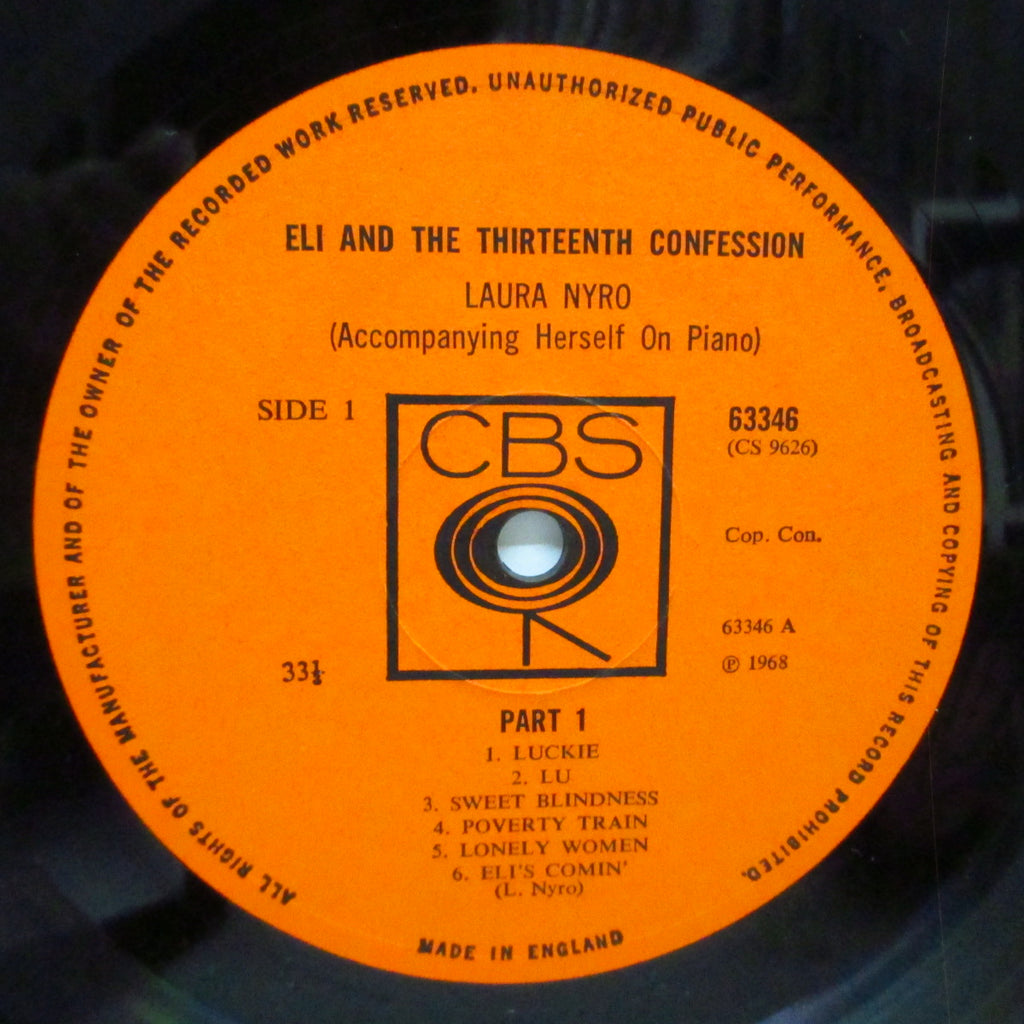 ALL RIGHTS OF THE MANUFACTURER AND OF THE OWNER OF THE RECORDED WORK RESERVED. UNAUTHORIZED PUBLIC PERFORMANCE, BROADCASTING AND COPYING OF THIS RECORD PROHIBITED.
ELI AND THE THIRTEENTH CONFESSION
LAURA NYRO
(Accompanying Herself On Piano)
SIDE 1
CBS
63346
(CS 9626)
Cop. Con.
63346 A
℗ 1968
33⅓
PART 1
1. LUCKIE
2. LU
3. SWEET BLINDNESS
4. POVERTY TRAIN
5. LONELY WOMEN
6. ELI'S COMIN'
(L. Nyro)
MADE IN ENGLAND